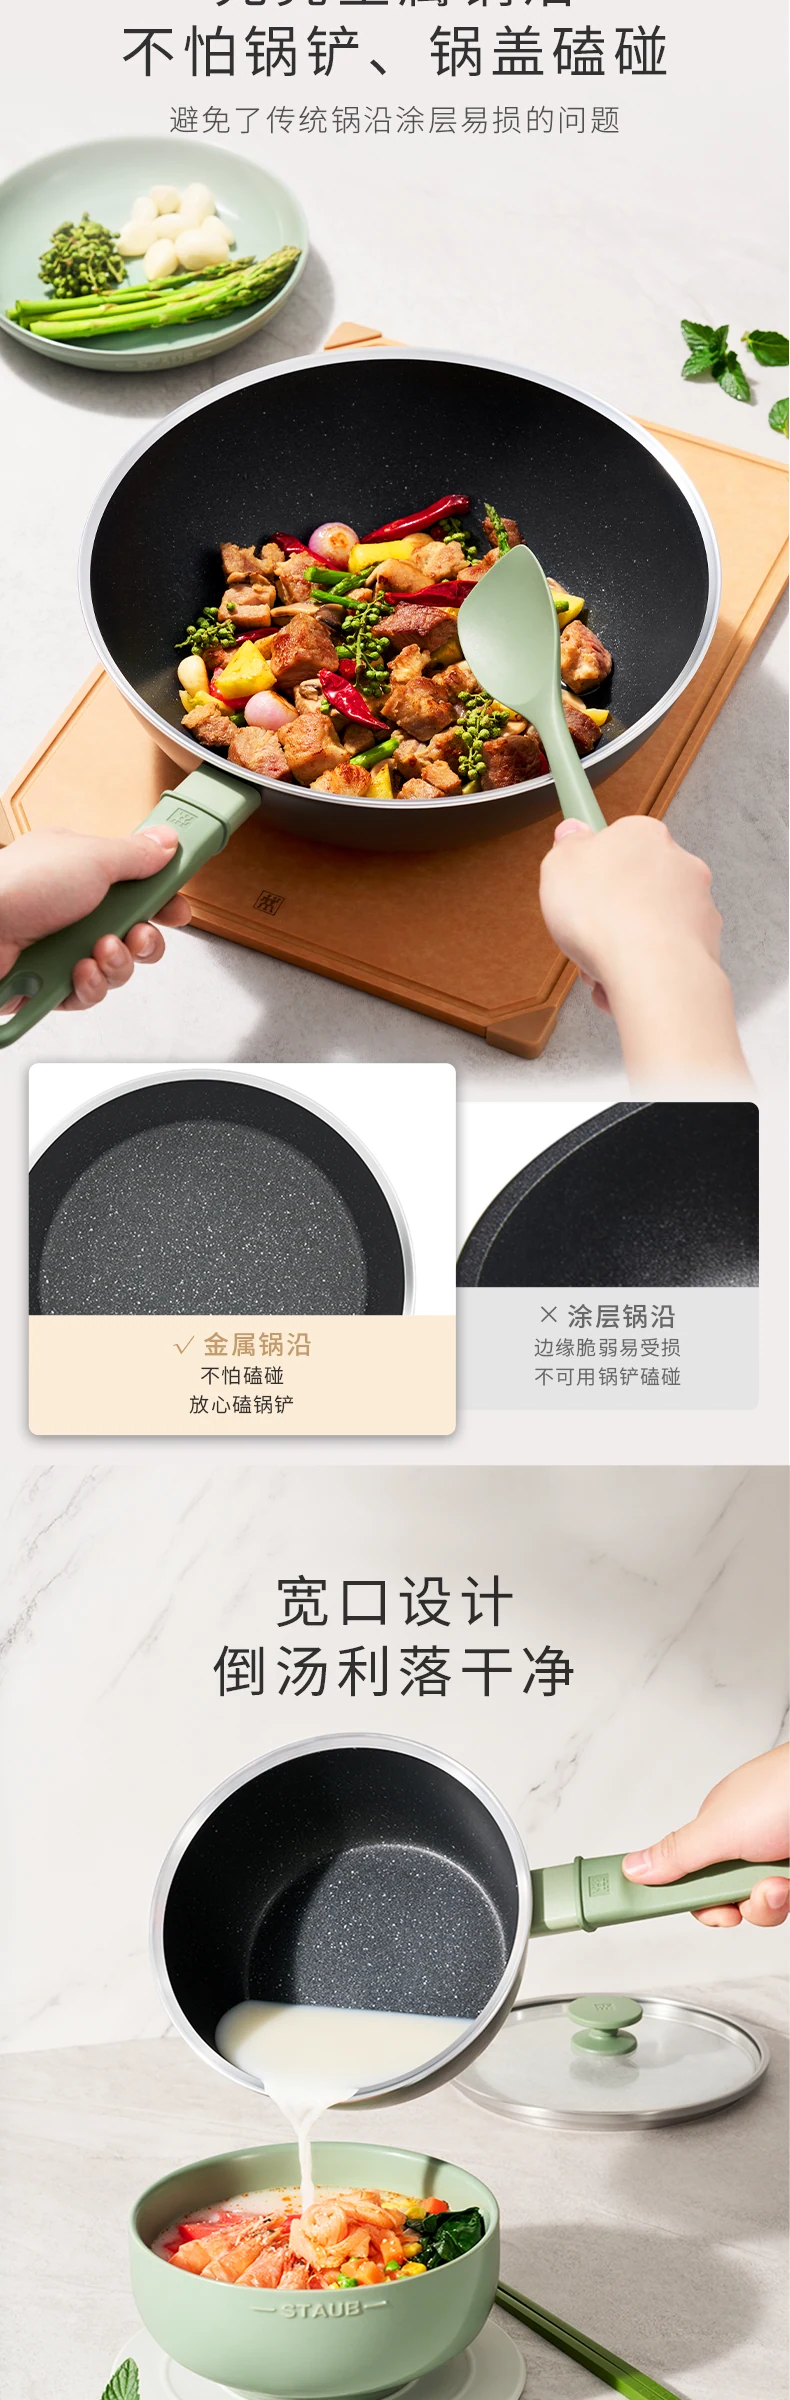 不怕锅铲、锅盖磕碰
避免了传统锅沿涂层易损的问题
√ 金属锅沿
不怕磕碰
放心磕锅铲
× 涂层锅沿
边缘脆弱易受损
不可用锅铲磕碰
宽口设计
倒汤利落干净
STAUB